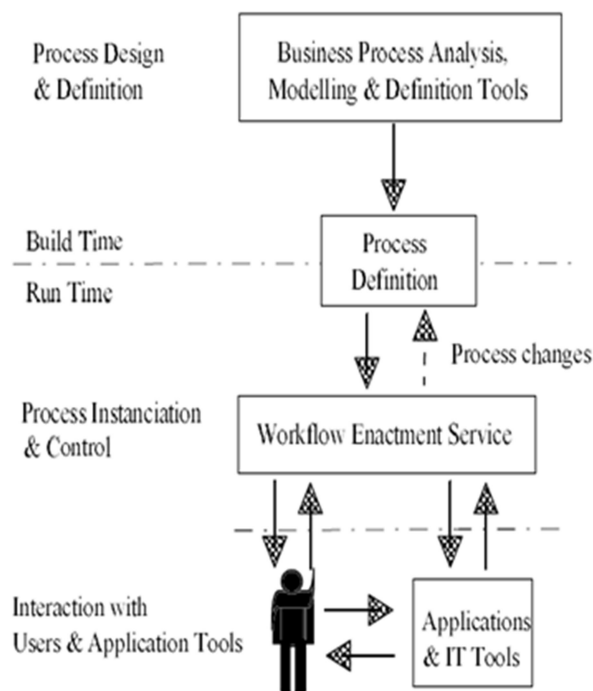 Process Design
& Definition
Business Process Analysis,
Modelling & Definition Tools
Build Time
Run Time
Process
Definition
Process changes
Process Instanciation
& Control
Workflow Enactment Service
Interaction with
Users & Application Tools
Applications
& IT Tools